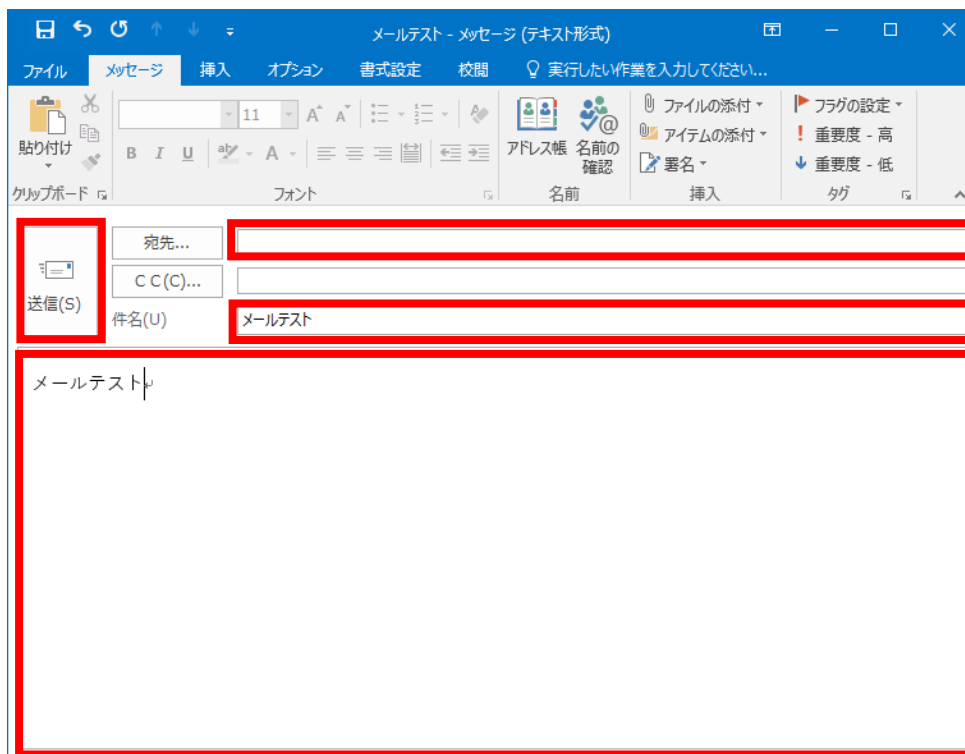 メールテスト - メッセージ (テキスト形式)
ファイル メッセージ 挿入 オプション 書式設定 校閲 実行したい作業を入力してください...
貼り付け
11 A A
B I U ab A
アドレス帳 名前の確認
ファイルの添付
アイテムの添付
署名
フラグの設定
! 重要度 - 高
重要度 - 低
クリップボード フォント 名前 挿入 タグ
送信(S)
宛先...
CC(C)...
件名(U) メールテスト
メールテスト↵